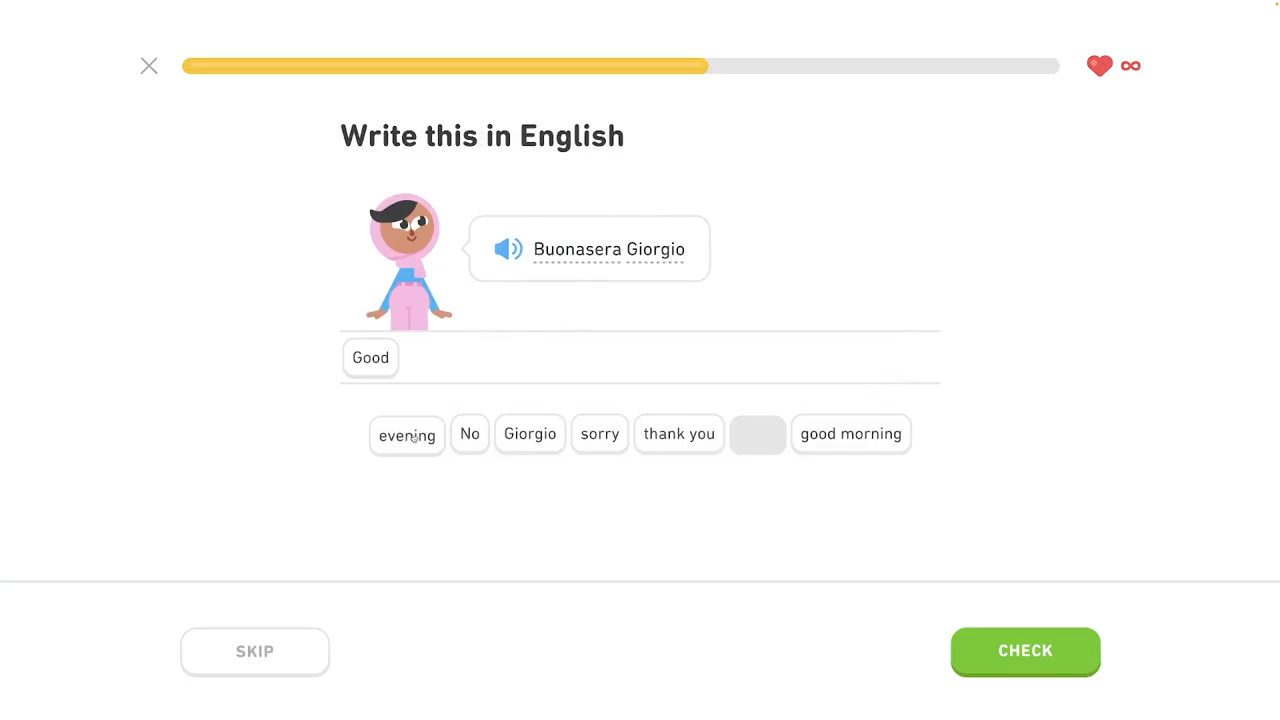 ∞
Write this in English
Buonasera Giorgio
Good
evening No Giorgio sorry thank you good morning
SKIP CHECK